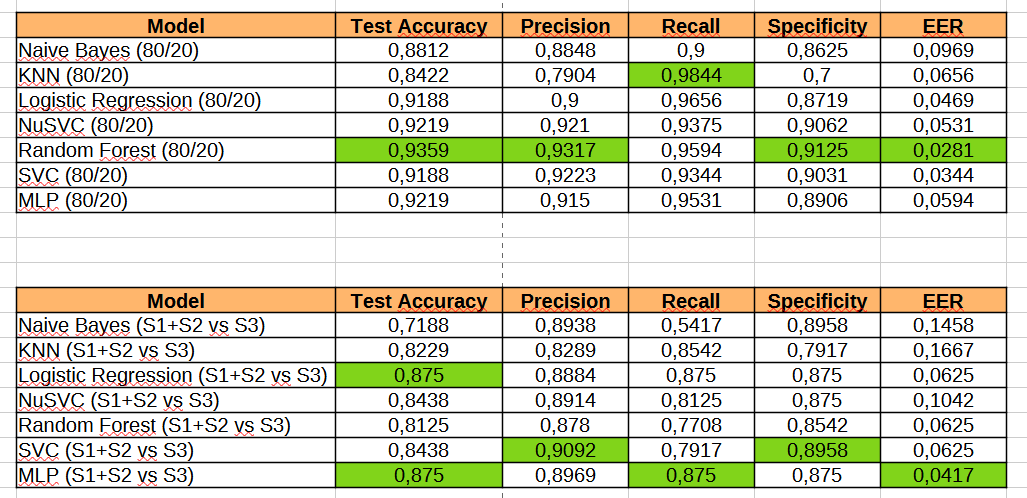 Model Test Accuracy Precision Recall Specificity EER
Naive Bayes (80/20) 0,8812 0,8848 0,9 0,8625 0,0969
KNN (80/20) 0,8422 0,7904 0,9844 0,7 0,0656
Logistic Regression (80/20) 0,9188 0,9 0,9656 0,8719 0,0469
NuSVC (80/20) 0,9219 0,921 0,9375 0,9062 0,0531
Random Forest (80/20) 0,9359 0,9317 0,9594 0,9125 0,0281
SVC (80/20) 0,9188 0,9223 0,9344 0,9031 0,0344
MLP (80/20) 0,9219 0,915 0,9531 0,8906 0,0594
Model Test Accuracy Precision Recall Specificity EER
Naive Bayes (S1+S2 vs S3) 0,7188 0,8938 0,5417 0,8958 0,1458
KNN (S1+S2 vs S3) 0,8229 0,8289 0,8542 0,7917 0,1667
Logistic Regression (S1+S2 vs S3) 0,875 0,8884 0,875 0,875 0,0625
NuSVC (S1+S2 vs S3) 0,8438 0,8914 0,8125 0,875 0,1042
Random Forest (S1+S2 vs S3) 0,8125 0,878 0,7708 0,8542 0,0625
SVC (S1+S2 vs S3) 0,8438 0,9092 0,7917 0,8958 0,0625
MLP (S1+S2 vs S3) 0,875 0,8969 0,875 0,875 0,0417